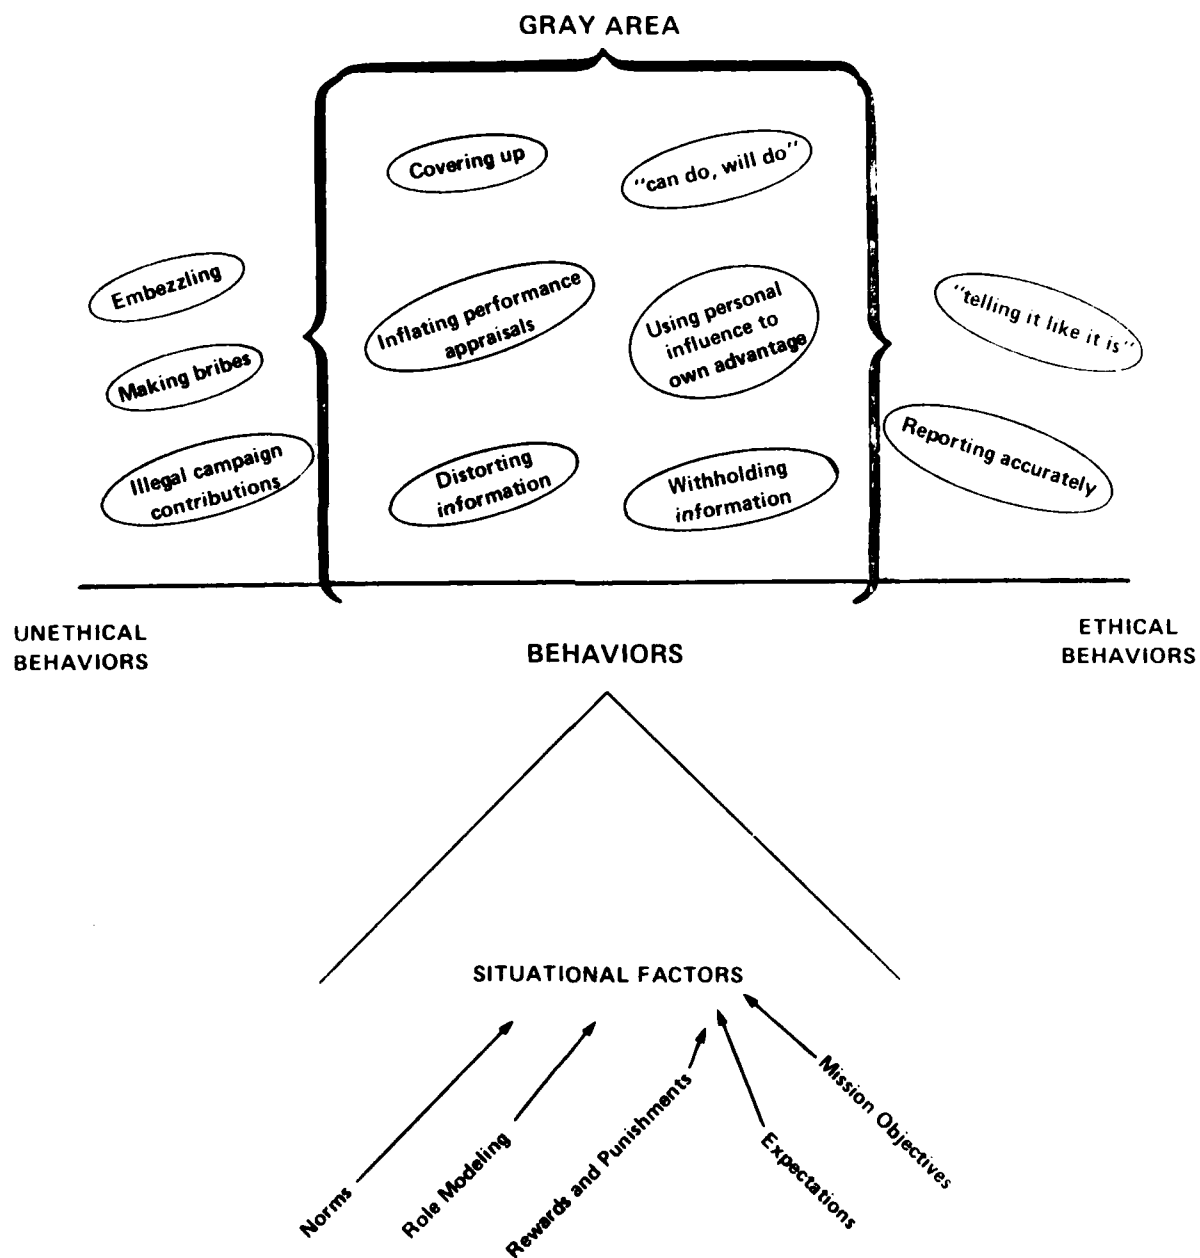 GRAY AREA
Covering up
"can do, will do"
Embezzling
Inflating performance
appraisals
Using personal
influence to
own advantage
"telling it like it is"
Making bribes
Illegal campaign
contributions
Distorting
information
Withholding
information
Reporting accurately
UNETHICAL
BEHAVIORS
BEHAVIORS
ETHICAL
BEHAVIORS
SITUATIONAL FACTORS
Norms
Role Modeling
Rewards and Punishments
Expectations
Mission Objectives